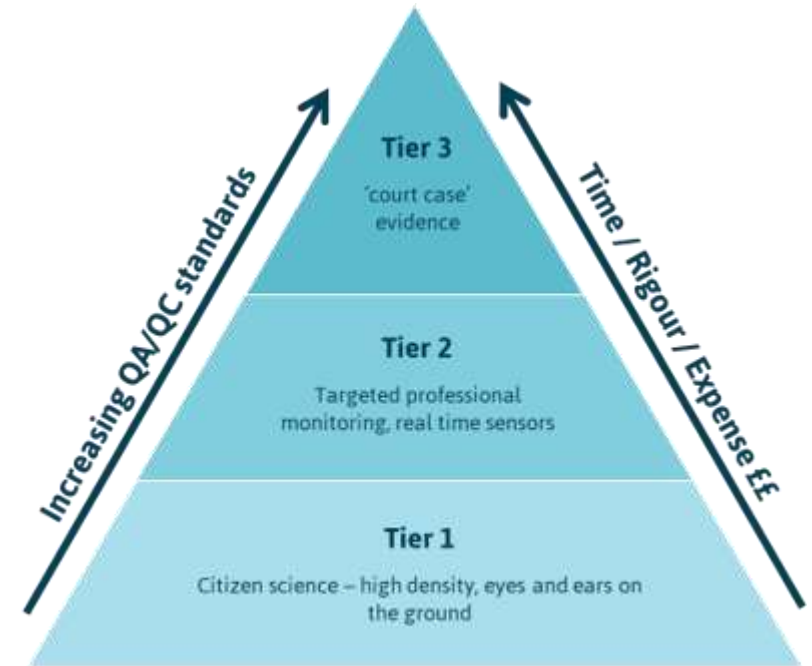 Tier 3
‘court case’
evidence
Increasing QA/QC standards
Time / Rigour / Expense ££
Tier 2
Targeted professional
monitoring, real time sensors
Tier 1
Citizen science – high density, eyes and ears on
the ground